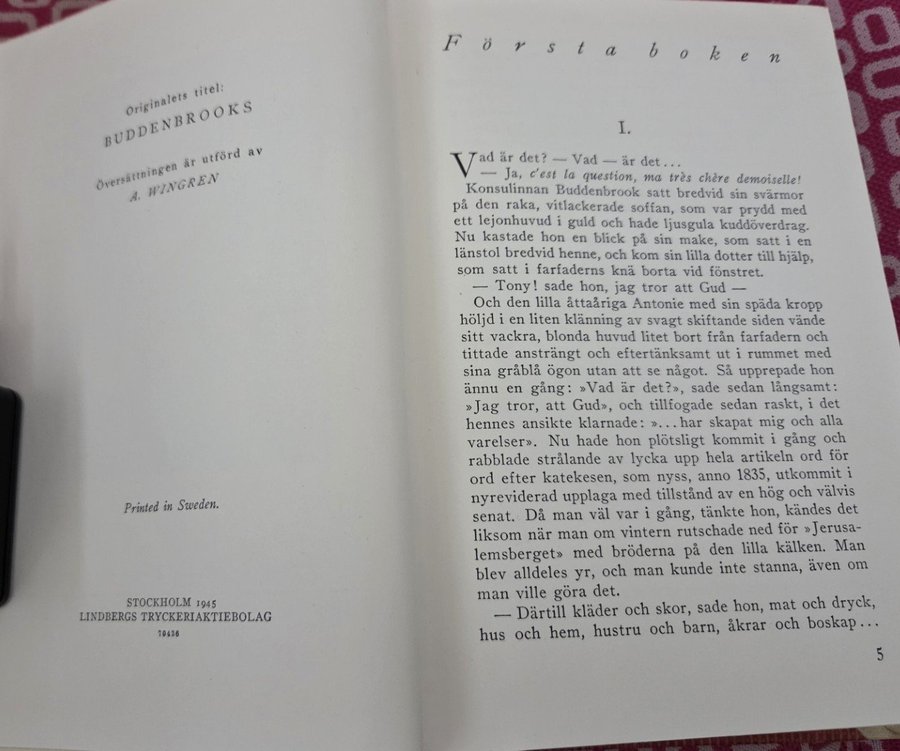 Originalets titel:
BUDDENBROOKS
Översättningen är utförd av
A. WINGREN
Printed in Sweden.
STOCKHOLM 1945
LINDBERGS TRYCKERIAKTIEBOLAG
70436
Första boken
I.
Vad är det? — Vad — är det...
— Ja, c'est la question, ma très chère demoiselle!
Konsulinnan Buddenbrook satt bredvid sin svärmor
på den raka, vitlackerade soffan, som var prydd med
ett lejonhuvud i guld och hade ljusgula kuddöverdrag.
Nu kastade hon en blick på sin make, som satt i en
länstol bredvid henne, och kom sin lilla dotter till hjälp,
som satt i farfaderns knä borta vid fönstret.
— Tony! sade hon, jag tror att Gud —
Och den lilla åttaåriga Antonie med sin späda kropp
höljd i en liten klänning av svagt skiftande siden vände
sitt vackra, blonda huvud litet bort från farfadern och
tittade ansträngt och eftertänksamt ut i rummet med
sina gråblå ögon utan att se något. Så upprepade hon
ännu en gång: »Vad är det?», sade sedan långsamt:
»Jag tror, att Gud», och tillfogade sedan raskt, i det
hennes ansikte klarnade: »...har skapat mig och alla
varelser». Nu hade hon plötsligt kommit i gång och
rabblade strålande av lycka upp hela artikeln ord för
ord efter katekesen, som nyss, anno 1835, utkommit i
nyreviderad upplaga med tillstånd av en hög och välvis
senat. Då man väl var i gång, tänkte hon, kändes det
liksom när man om vintern rutschade ned för »Jerusa-
lemsberget» med bröderna på den lilla kälken. Man
blev alldeles yr, och man kunde inte stanna, även om
man ville göra det.
— Därtill kläder och skor, sade hon, mat och dryck,
hus och hem, hustru och barn, åkrar och boskap...
5